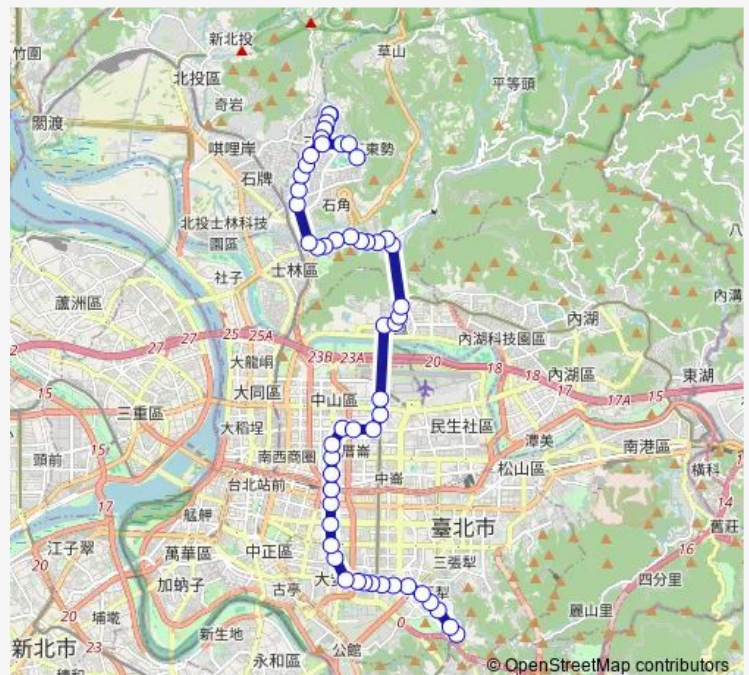 新北投
草山
竹圍
北投區
平等頭
奇岩
關渡
唭哩岸
東勢
石牌
石角
北投士林科技
園區
社子
士林區
八
蘆洲區
內溝
內湖
25
25A
27
27
內湖科技園區
2
大龍峒
23B
23A
20
18
18
內湖區
東湖
17
17A
15
15
大同區
中山區
三重區
大稻埕
民生社區
潭美
南港區
15
頭前
南西商圈
松山區
橫科
台北站前
中崙
14
17
艋舺
臺北市
舊莊
江子翠
萬華區
中正區
16
三張犁
加蚋子
古亭
四分里
埔墘
0
麗山里
20
新生地
新北市
23
公館
永和區
© OpenStreetMap contributors